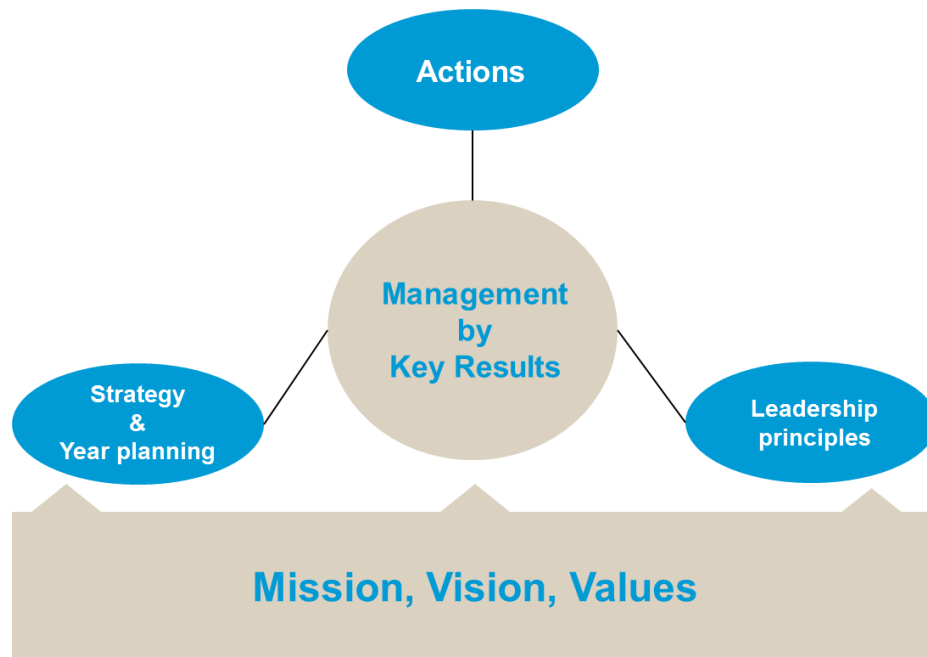 Actions
Management
by
Key Results
Strategy
&
Year planning
Leadership
principles
Mission, Vision, Values